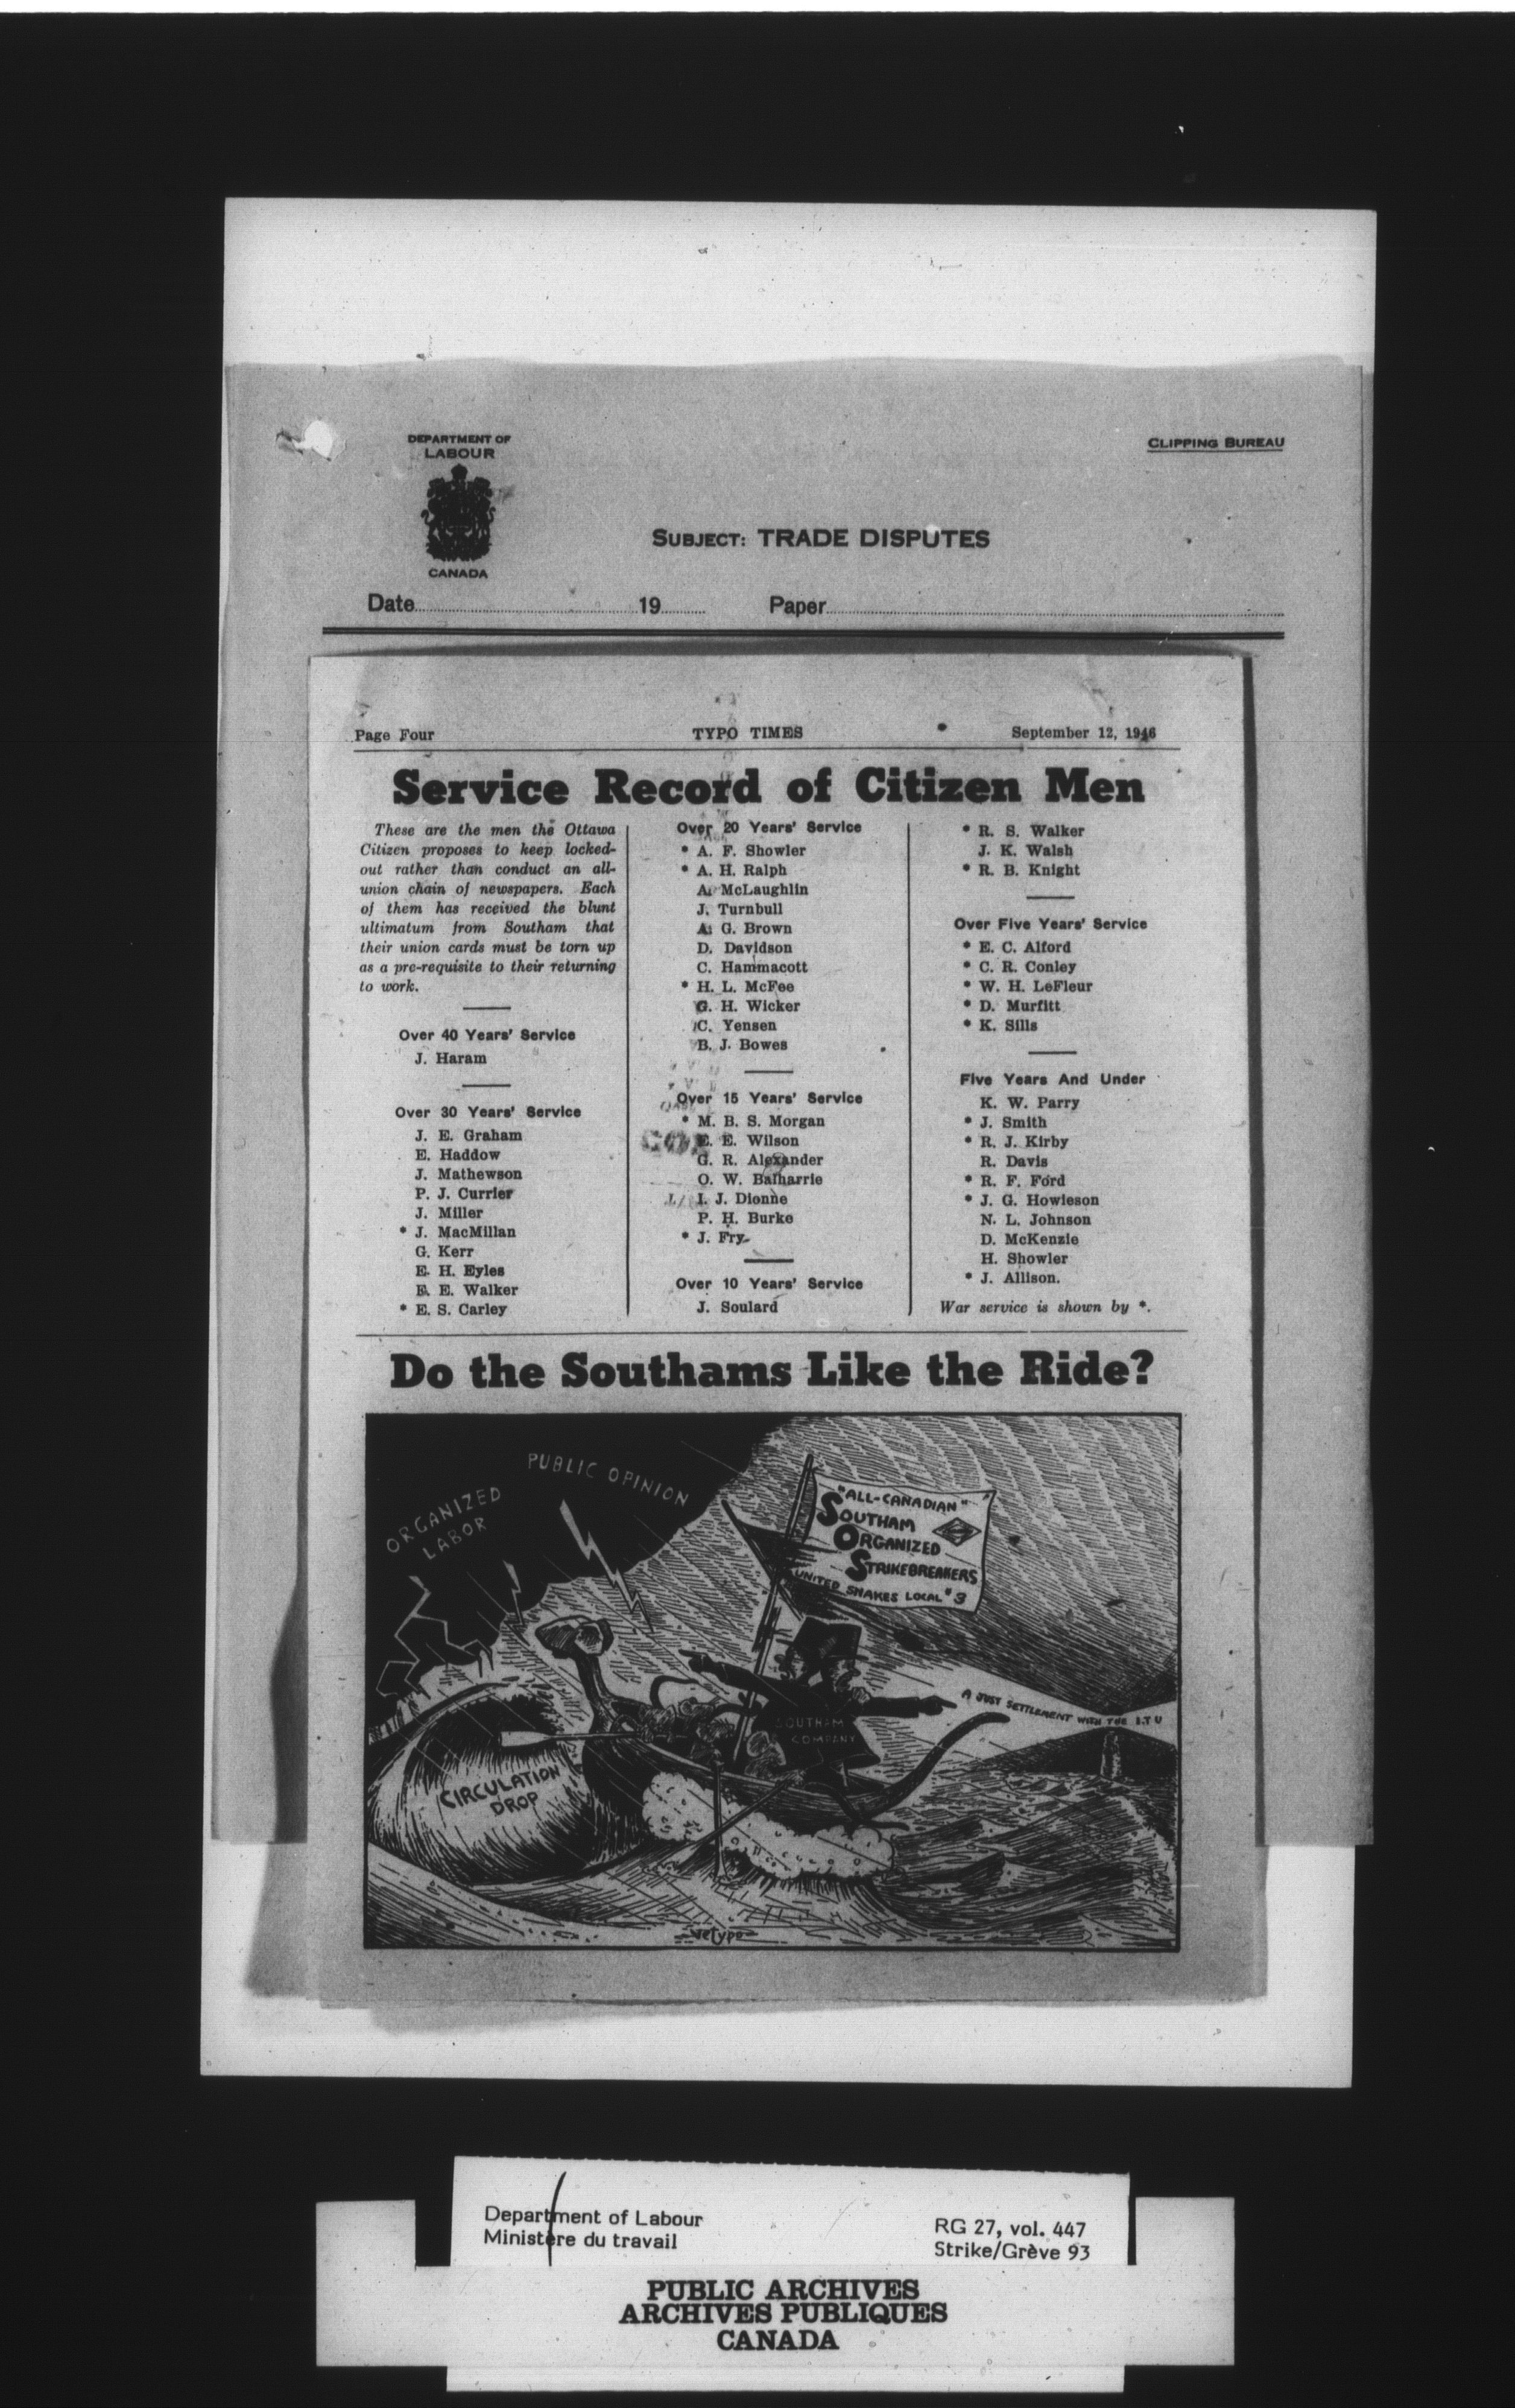 DEPARTMENT OF
LABOUR
CANADA
CLIPPING BUREAU
SUBJECT: TRADE DISPUTES
Date 19 Paper
Page Four TYPO TIMES September 12, 1946
Service Record of Citizen Men
These are the men the Ottawa
Citizen proposes to keep locked-
out rather than conduct an all-
union chain of newspapers. Each
of them has received the blunt
ultimatum from Southam that
their union cards must be torn up
as a pre-requisite to their returning
to work.
Over 40 Years' Service
J. Haram
Over 30 Years' Service
J. E. Graham
E. Haddow
J. Mathewson
P. J. Currier
J. Miller
* J. MacMillan
G. Kerr
E. H. Eyles
E. E. Walker
* E. S. Carley
Over 20 Years' Service
* A. F. Showler
* A. H. Ralph
A. McLaughlin
J. Turnbull
A. G. Brown
D. Davidson
C. Hammacott
* H. L. McFee
G. H. Wicker
C. Yensen
B. J. Bowes
Over 15 Years' Service
* M. B. S. Morgan
E. E. Wilson
G. R. Alexander
O. W. Balharrie
I. J. Dionne
P. H. Burke
* J. Fry
Over 10 Years' Service
J. Soulard
* R. S. Walker
J. K. Walsh
* R. B. Knight
Over Five Years' Service
* E. C. Alford
* C. R. Conley
* W. H. LeFleur
* D. Murfitt
* K. Sills
Five Years And Under
K. W. Parry
* J. Smith
* R. J. Kirby
R. Davis
* R. F. Ford
* J. G. Howieson
N. L. Johnson
D. McKenzie
H. Showler
* J. Allison.
War service is shown by *.
Do the Southams Like the Ride?
ORGANIZED
LABOR
PUBLIC OPINION
"ALL-CANADIAN"
SOUTHAM
ORGANIZED
STRIKEBREAKERS
UNITED SNAKES LOCAL #3
A JUST SETTLEMENT WITH THE I.T.U
SOUTHAM
COMPANY
CIRCULATION
DROP
vetypo
Department of Labour
Ministère du travail
RG 27, vol. 447
Strike/Grève 93
PUBLIC ARCHIVES
ARCHIVES PUBLIQUES
CANADA